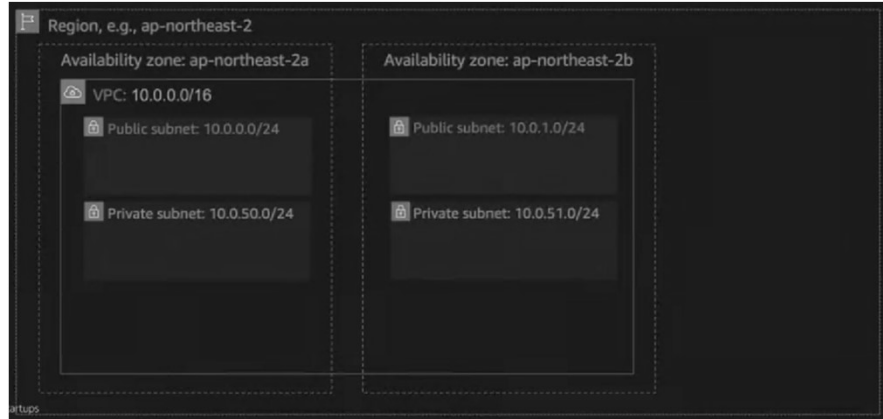 Region, e.g., ap-northeast-2
Availability zone: ap-northeast-2a
Availability zone: ap-northeast-2b
VPC: 10.0.0.0/16
Public subnet: 10.0.0.0/24
Public subnet: 10.0.1.0/24
Private subnet: 10.0.50.0/24
Private subnet: 10.0.51.0/24
artups